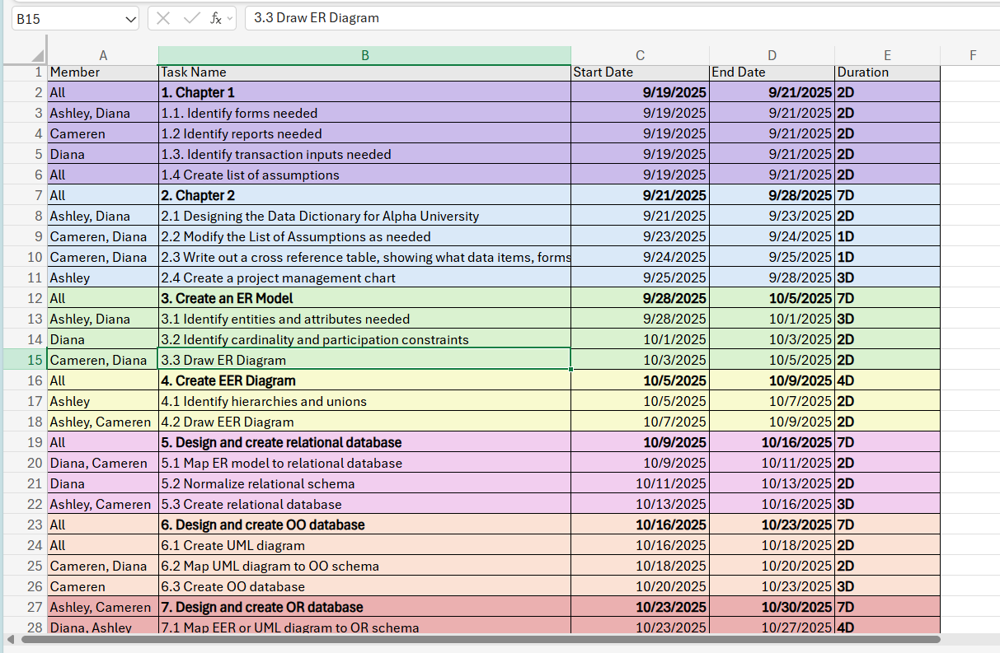 B15 fx 3.3 Draw ER Diagram
A B C D E F
1 Member Task Name Start Date End Date Duration
2 All 1. Chapter 1 9/19/2025 9/21/2025 2D
3 Ashley, Diana 1.1. Identify forms needed 9/19/2025 9/21/2025 2D
4 Cameren 1.2 Identify reports needed 9/19/2025 9/21/2025 2D
5 Diana 1.3. Identify transaction inputs needed 9/19/2025 9/21/2025 2D
6 All 1.4 Create list of assumptions 9/19/2025 9/21/2025 2D
7 All 2. Chapter 2 9/21/2025 9/28/2025 7D
8 Ashley, Diana 2.1 Designing the Data Dictionary for Alpha University 9/21/2025 9/23/2025 2D
9 Cameren, Diana 2.2 Modify the List of Assumptions as needed 9/23/2025 9/24/2025 1D
10 Cameren, Diana 2.3 Write out a cross reference table, showing what data items, forms 9/24/2025 9/25/2025 1D
11 Ashley 2.4 Create a project management chart 9/25/2025 9/28/2025 3D
12 All 3. Create an ER Model 9/28/2025 10/5/2025 7D
13 Ashley, Diana 3.1 Identify entities and attributes needed 9/28/2025 10/1/2025 3D
14 Diana 3.2 Identify cardinality and participation constraints 10/1/2025 10/3/2025 2D
15 Cameren, Diana 3.3 Draw ER Diagram 10/3/2025 10/5/2025 2D
16 All 4. Create EER Diagram 10/5/2025 10/9/2025 4D
17 Ashley 4.1 Identify hierarchies and unions 10/5/2025 10/7/2025 2D
18 Ashley, Cameren 4.2 Draw EER Diagram 10/7/2025 10/9/2025 2D
19 All 5. Design and create relational database 10/9/2025 10/16/2025 7D
20 Diana, Cameren 5.1 Map ER model to relational database 10/9/2025 10/11/2025 2D
21 Diana 5.2 Normalize relational schema 10/11/2025 10/13/2025 2D
22 Ashley, Cameren 5.3 Create relational database 10/13/2025 10/16/2025 3D
23 All 6. Design and create OO database 10/16/2025 10/23/2025 7D
24 All 6.1 Create UML diagram 10/16/2025 10/18/2025 2D
25 Cameren, Diana 6.2 Map UML diagram to OO schema 10/18/2025 10/20/2025 2D
26 Cameren 6.3 Create OO database 10/20/2025 10/23/2025 3D
27 Ashley, Cameren 7. Design and create OR database 10/23/2025 10/30/2025 7D
28 Diana, Ashley 7.1 Map EER or UML diagram to OR schema 10/23/2025 10/27/2025 4D